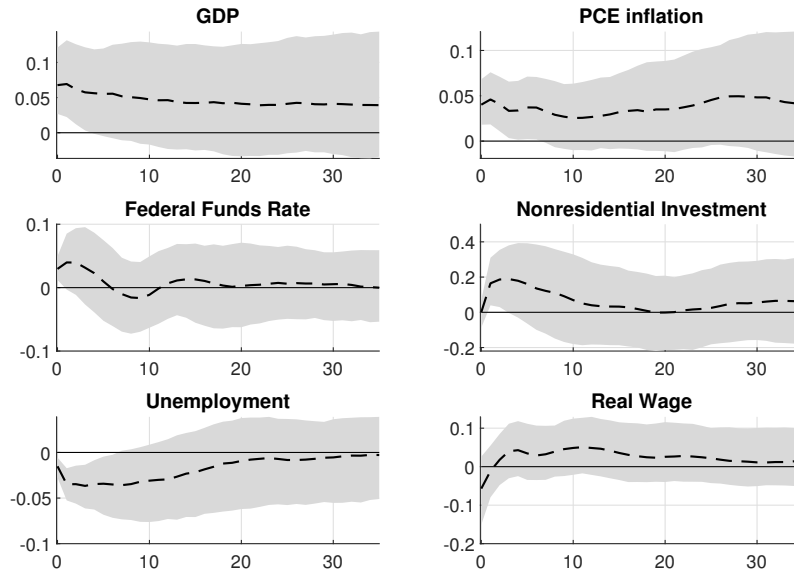 GDP
0.1
0.05
0
0 10 20 30
PCE inflation
0.1
0.05
0
0 10 20 30
Federal Funds Rate
0.1
0
-0.1
0 10 20 30
Nonresidential Investment
0.4
0.2
0
-0.2
0 10 20 30
Unemployment
0
-0.05
-0.1
0 10 20 30
Real Wage
0.1
0
-0.1
-0.2
0 10 20 30